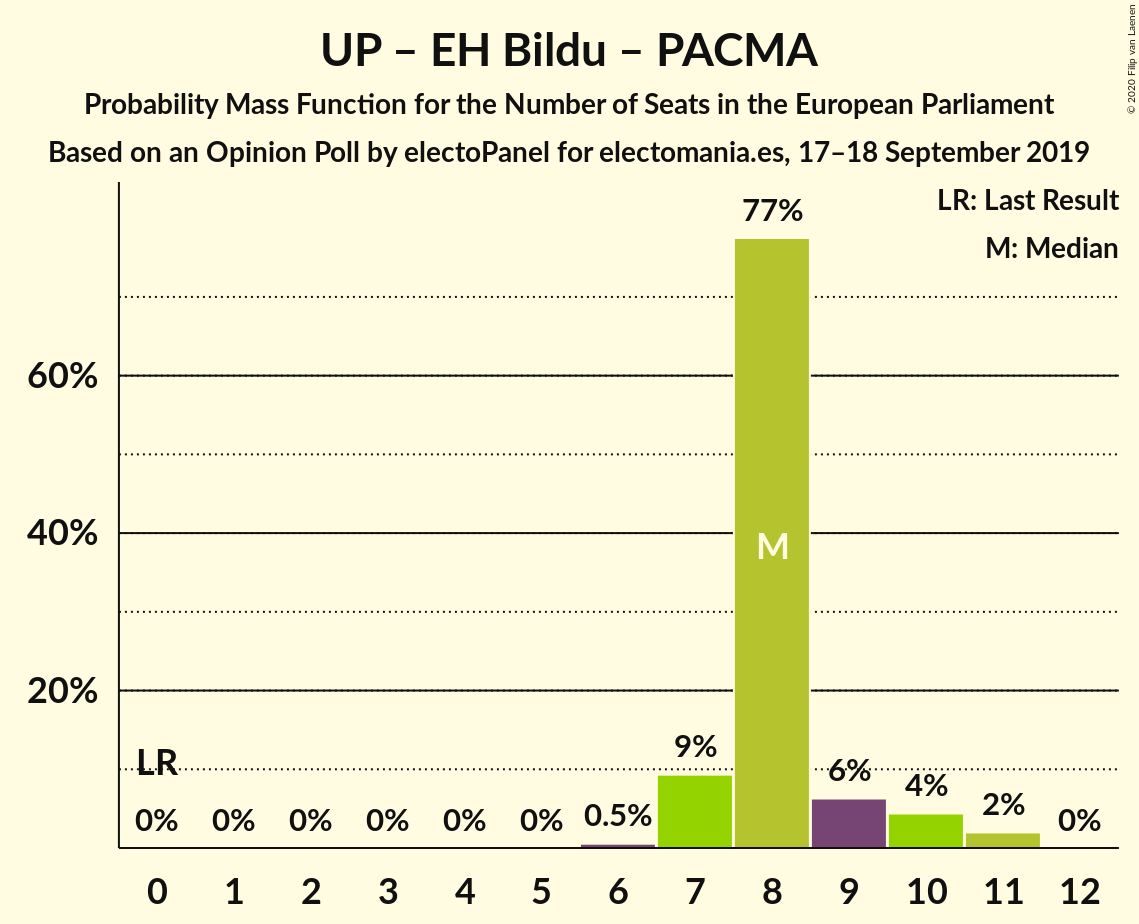 UP – EH Bildu – PACMA
Probability Mass Function for the Number of Seats in the European Parliament
Based on an Opinion Poll by electoPanel for electomania.es, 17–18 September 2019
© 2020 Filip van Laenen
LR: Last Result
M: Median
77%
60%
40%
M
20%
LR
9%
6%
4%
2%
0% 0% 0% 0% 0% 0% 0.5% 0%
0 1 2 3 4 5 6 7 8 9 10 11 12